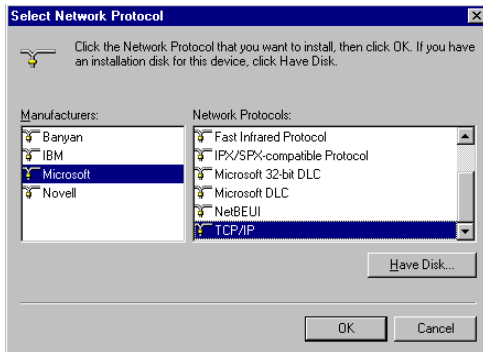 Select Network Protocol
Click the Network Protocol that you want to install, then click OK. If you have
an installation disk for this device, click Have Disk.
Manufacturers:
Banyan
IBM
Microsoft
Novell
Network Protocols:
Fast Infrared Protocol
IPX/SPX-compatible Protocol
Microsoft 32-bit DLC
Microsoft DLC
NetBEUI
TCP/IP
Have Disk...
OK
Cancel